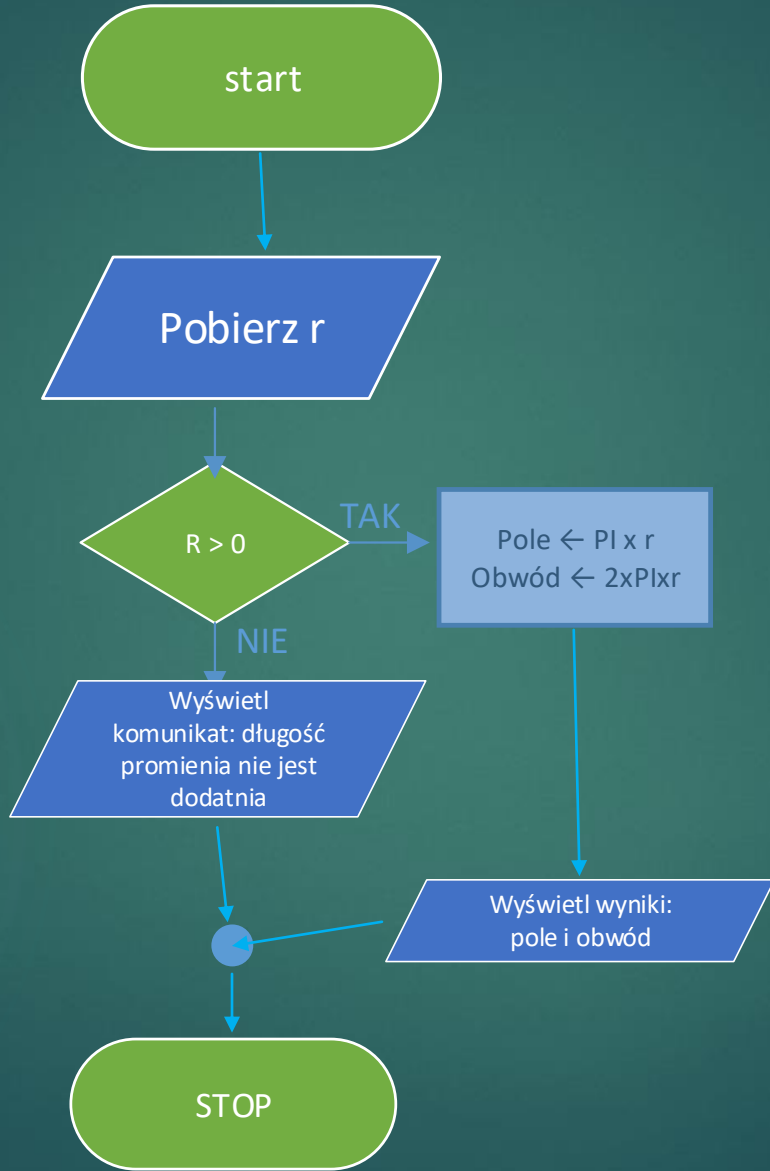 start
Pobierz r
R > 0
TAK
Pole ← PI x r
Obwód ← 2xPIxr
NIE
Wyświetl
komunikat: długość
promienia nie jest
dodatnia
Wyświetl wyniki:
pole i obwód
STOP